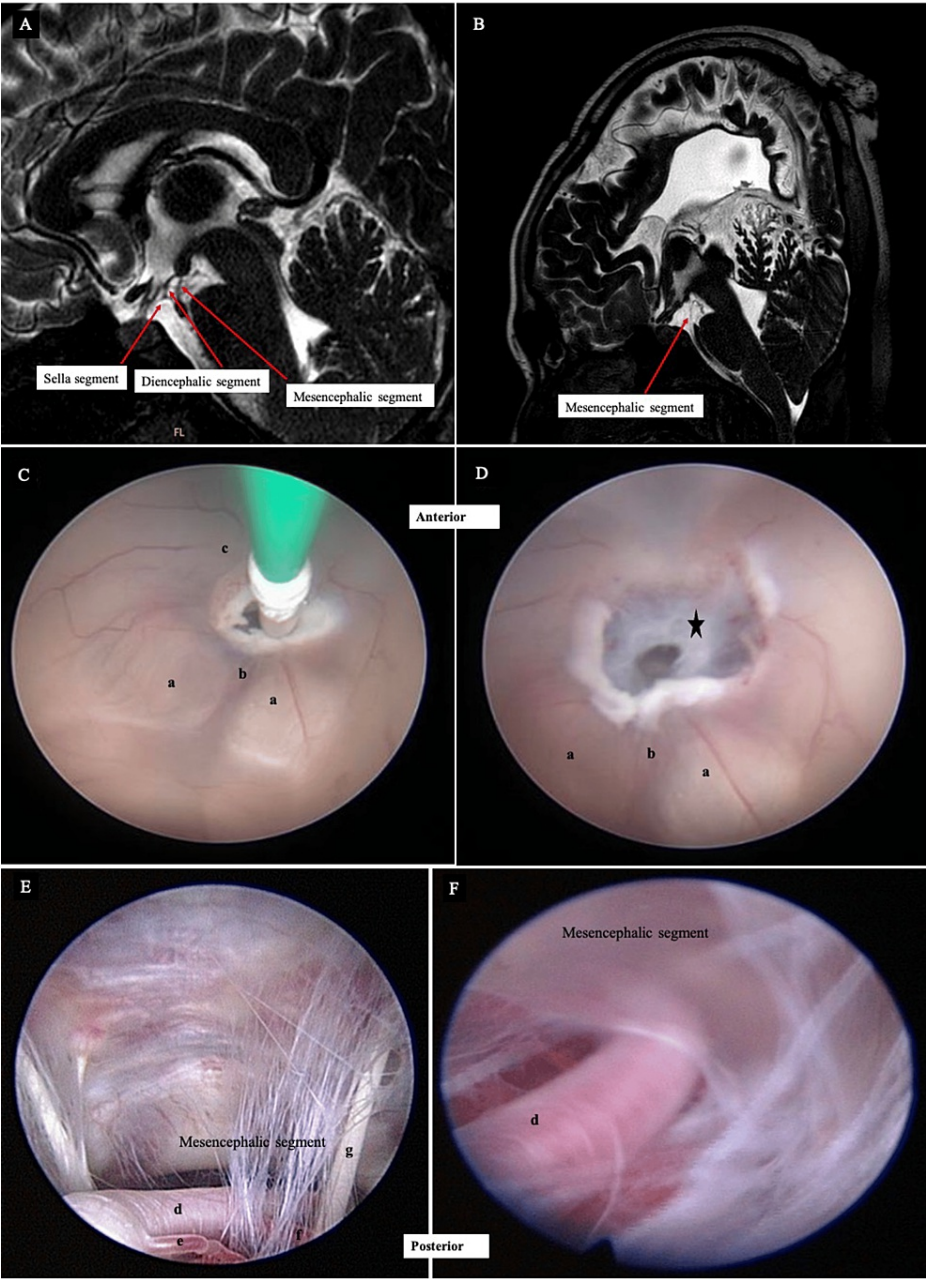 A
B
Sella segment
Diencephalic segment
Mesencephalic segment
FL
Mesencephalic segment
C
D
Anterior
c
b
a
a
a
b
a
E
F
Mesencephalic segment
Mesencephalic segment
g
d
e
f
d
Posterior